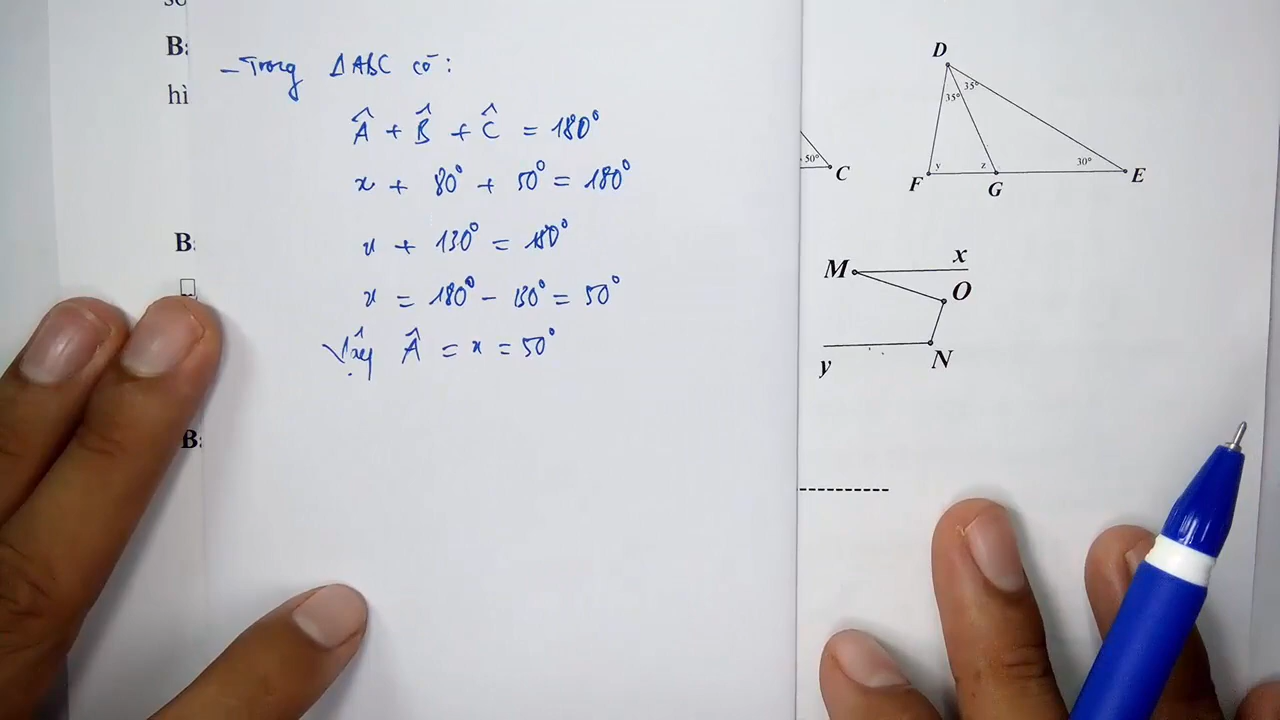 B
hì
– Trong ΔABC có:
Â + B̂ + Ĉ = 180°
x + 80° + 50° = 180°
x + 130° = 180°
x = 180° – 130° = 50°
Vậy Â = x = 50°
B
B
50°
C
D
35°
35°
y
z
30°
F
G
E
M
x
O
y
N